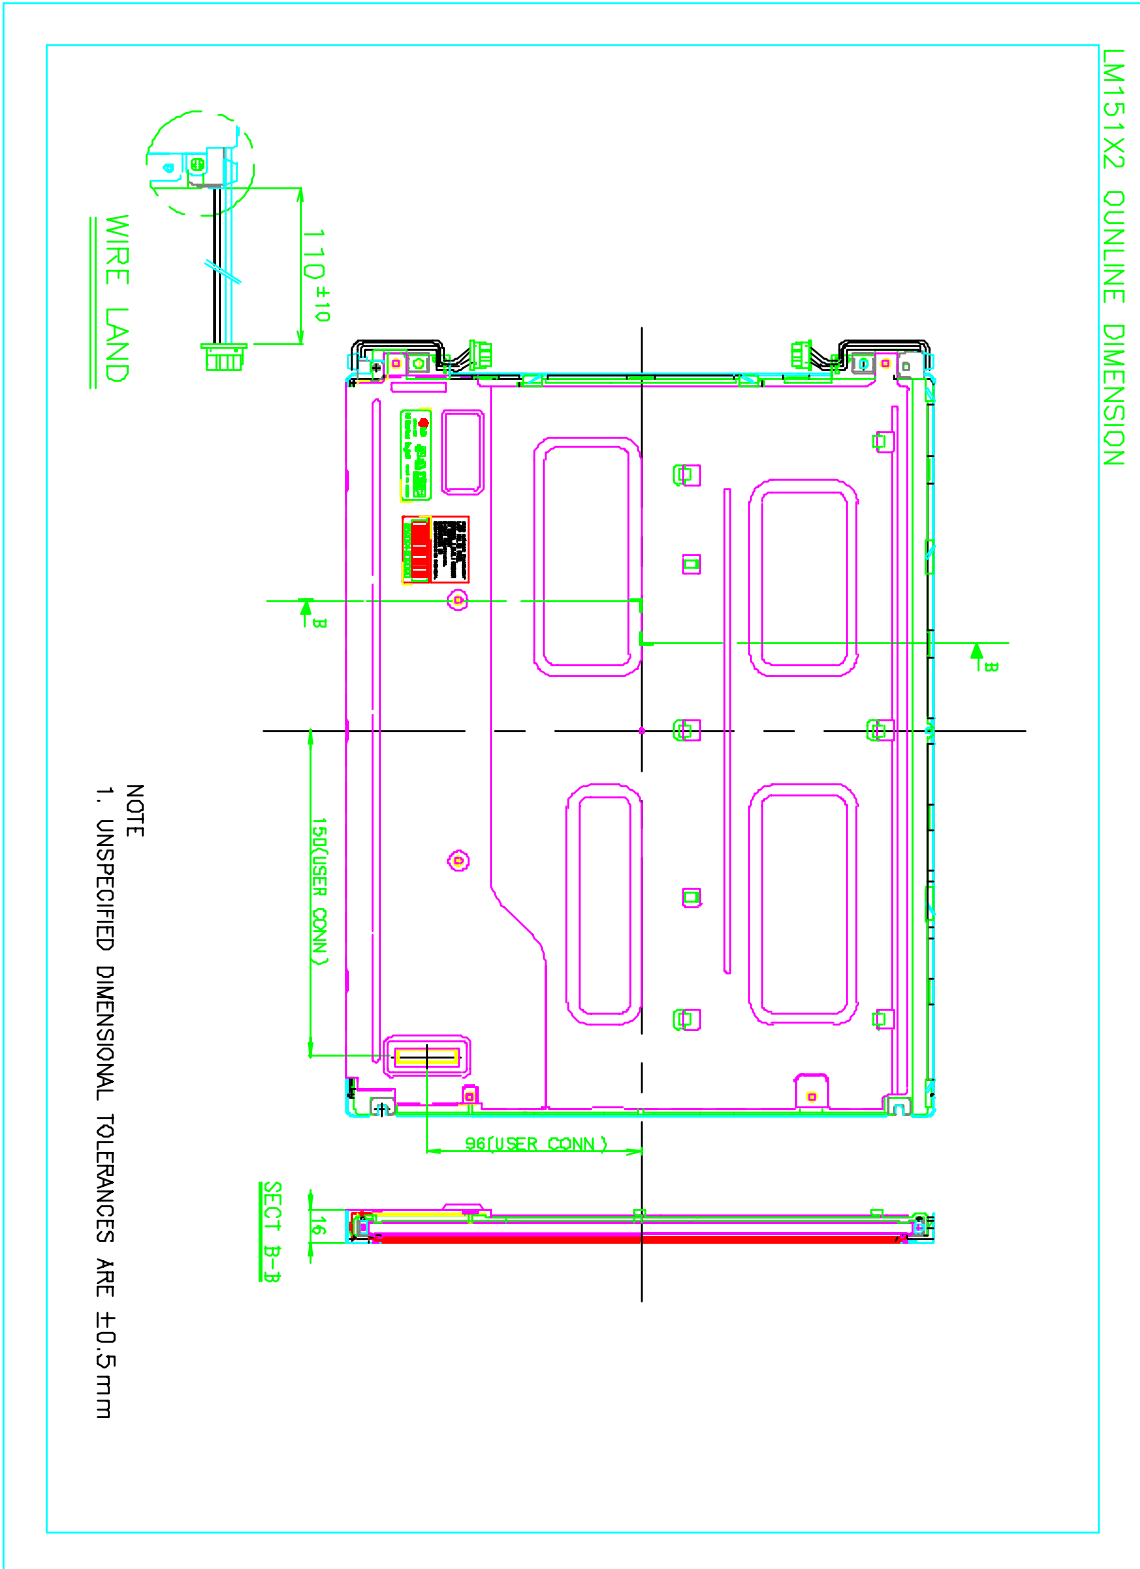 LM151X2 OUNLINE DIMENSION
110 ±10
WIRE LAND
B
B
150(USER CONN)
96(USER CONN)
16
SECT B-B
NOTE
1. UNSPECIFIED DIMENSIONAL TOLERANCES ARE ±0.5mm